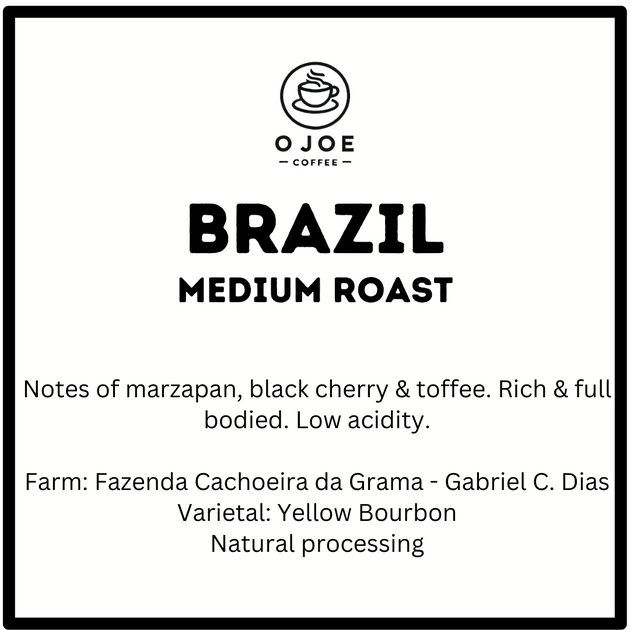 O JOE
COFFEE
BRAZIL
MEDIUM ROAST
Notes of marzapan, black cherry & toffee. Rich & full
bodied. Low acidity.
Farm: Fazenda Cachoeira da Grama - Gabriel C. Dias
Varietal: Yellow Bourbon
Natural processing